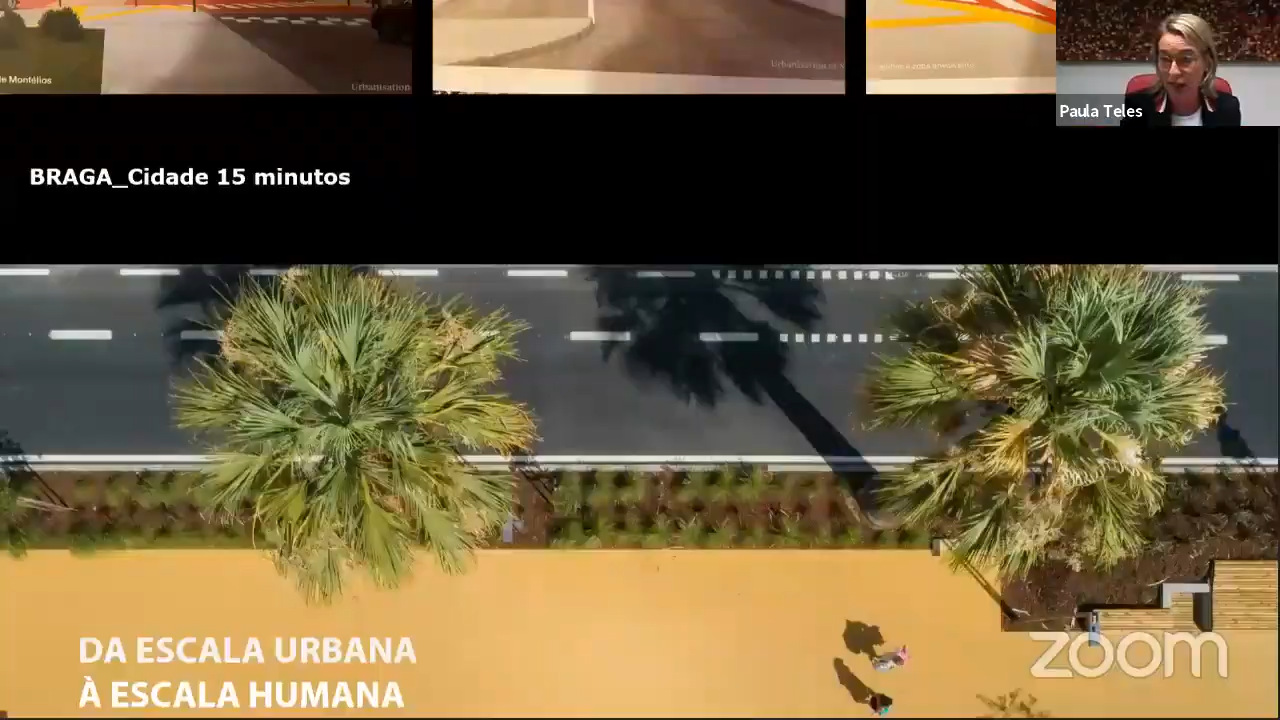 de Montélios
Urbanisation
Paula Teles
BRAGA_Cidade 15 minutos
DA ESCALA URBANA
À ESCALA HUMANA
zoom